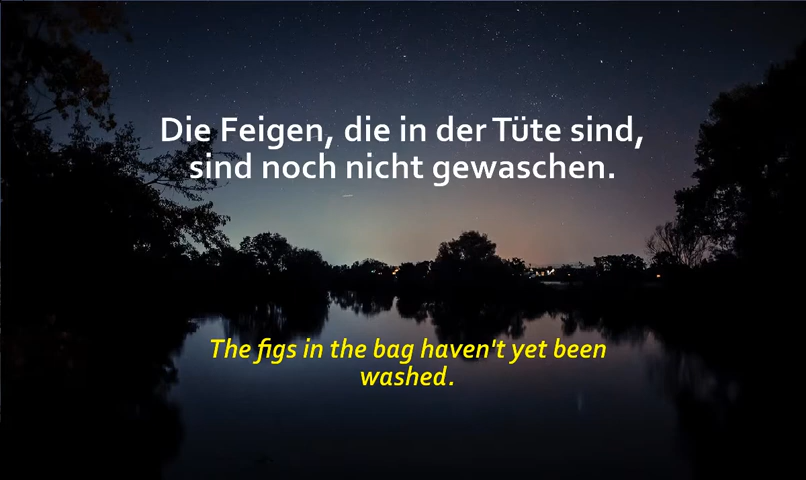 Die Feigen, die in der Tüte sind,
sind noch nicht gewaschen.
The figs in the bag haven't yet been
washed.